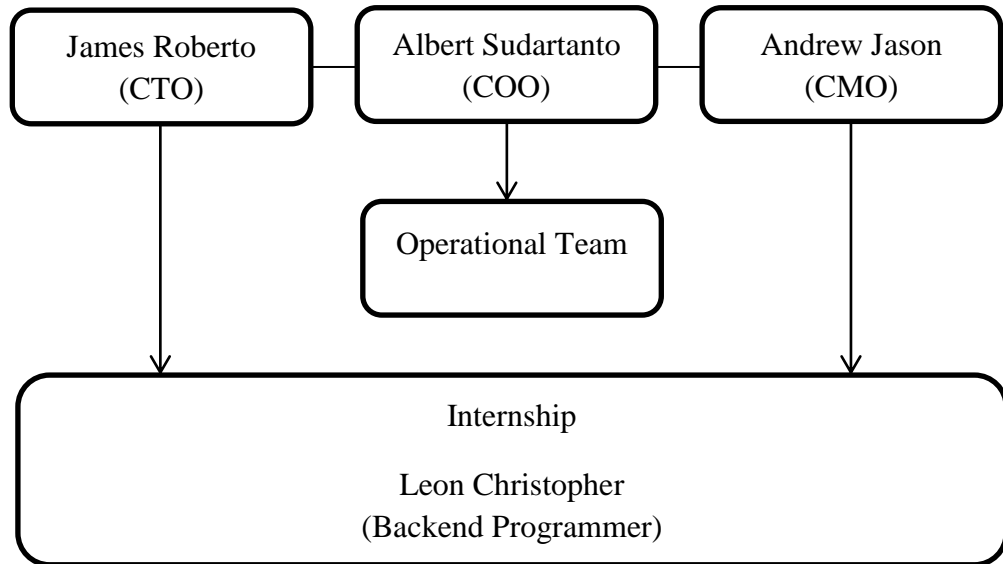 James Roberto
(CTO)
Albert Sudartanto
(COO)
Andrew Jason
(CMO)
Operational Team
Internship
Leon Christopher
(Backend Programmer)